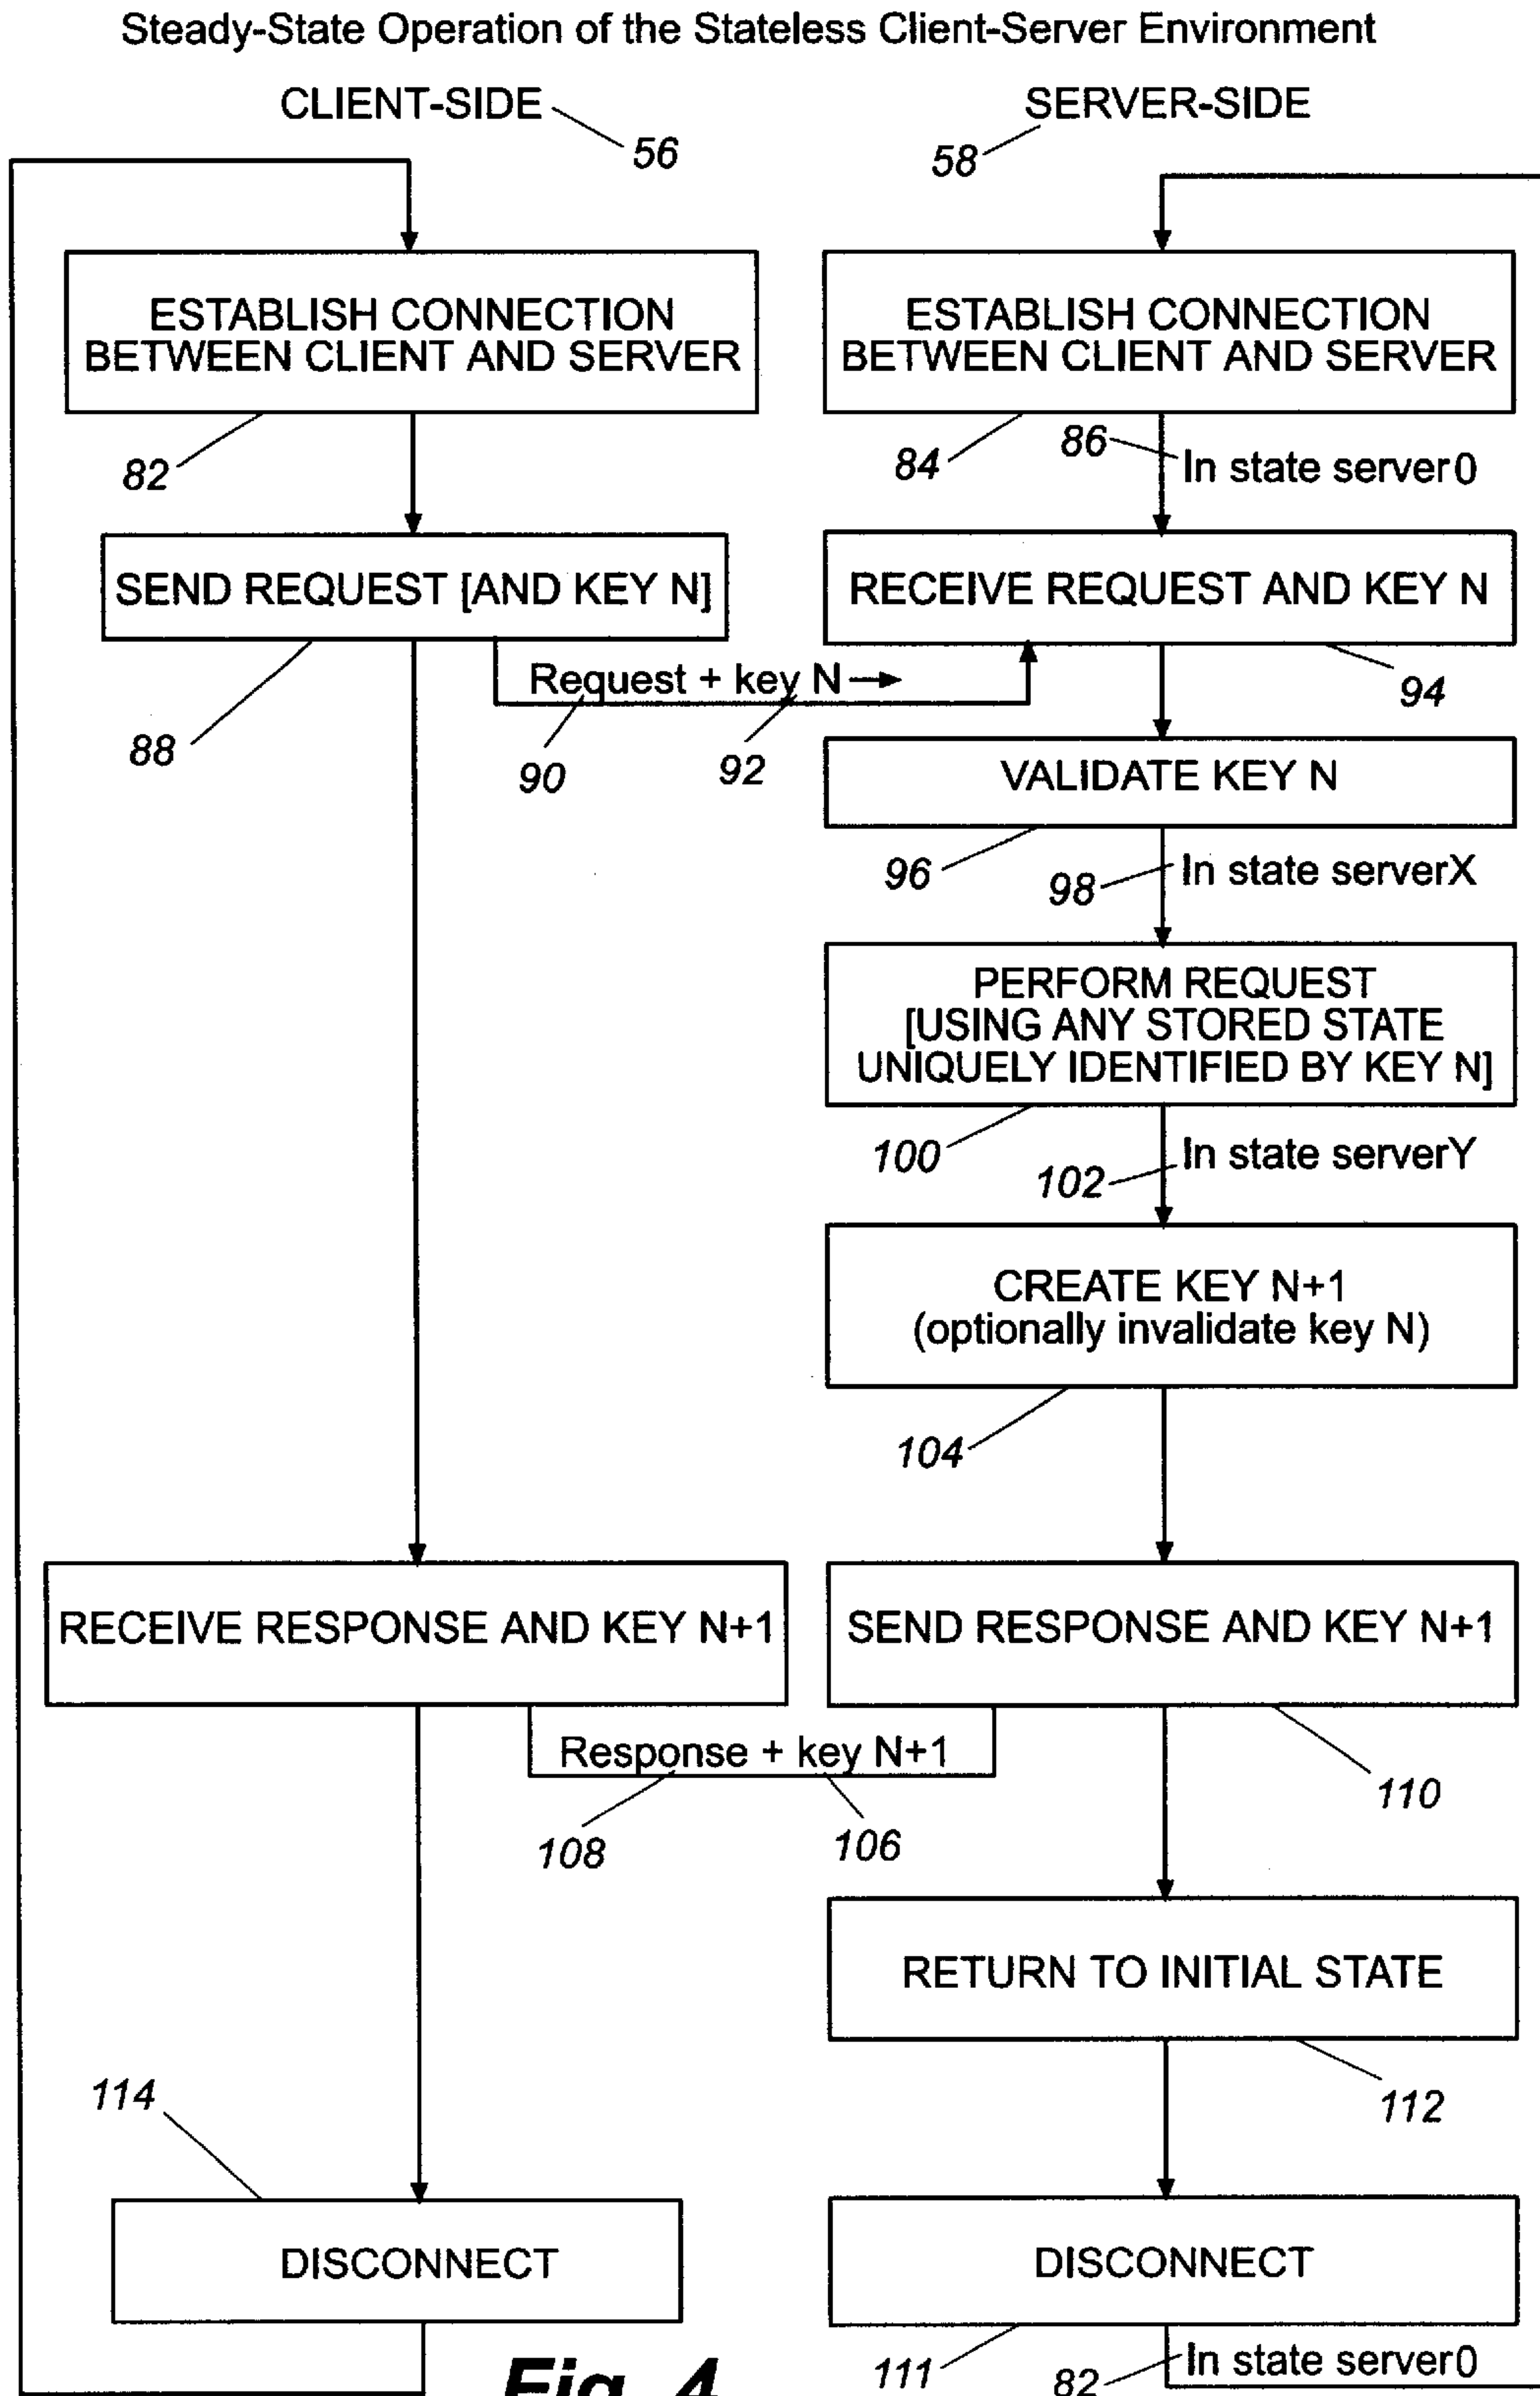 Steady-State Operation of the Stateless Client-Server Environment
CLIENT-SIDE
56
SERVER-SIDE
58
ESTABLISH CONNECTION
BETWEEN CLIENT AND SERVER
82
ESTABLISH CONNECTION
BETWEEN CLIENT AND SERVER
84
86
In state server0
SEND REQUEST [AND KEY N]
88
RECEIVE REQUEST AND KEY N
94
Request + key N
90
92
VALIDATE KEY N
96
98
In state serverX
PERFORM REQUEST
[USING ANY STORED STATE
UNIQUELY IDENTIFIED BY KEY N]
100
102
In state serverY
CREATE KEY N+1
(optionally invalidate key N)
104
RECEIVE RESPONSE AND KEY N+1
SEND RESPONSE AND KEY N+1
Response + key N+1
108
106
110
RETURN TO INITIAL STATE
112
114
DISCONNECT
DISCONNECT
111
82
In state server0
Fig. 4